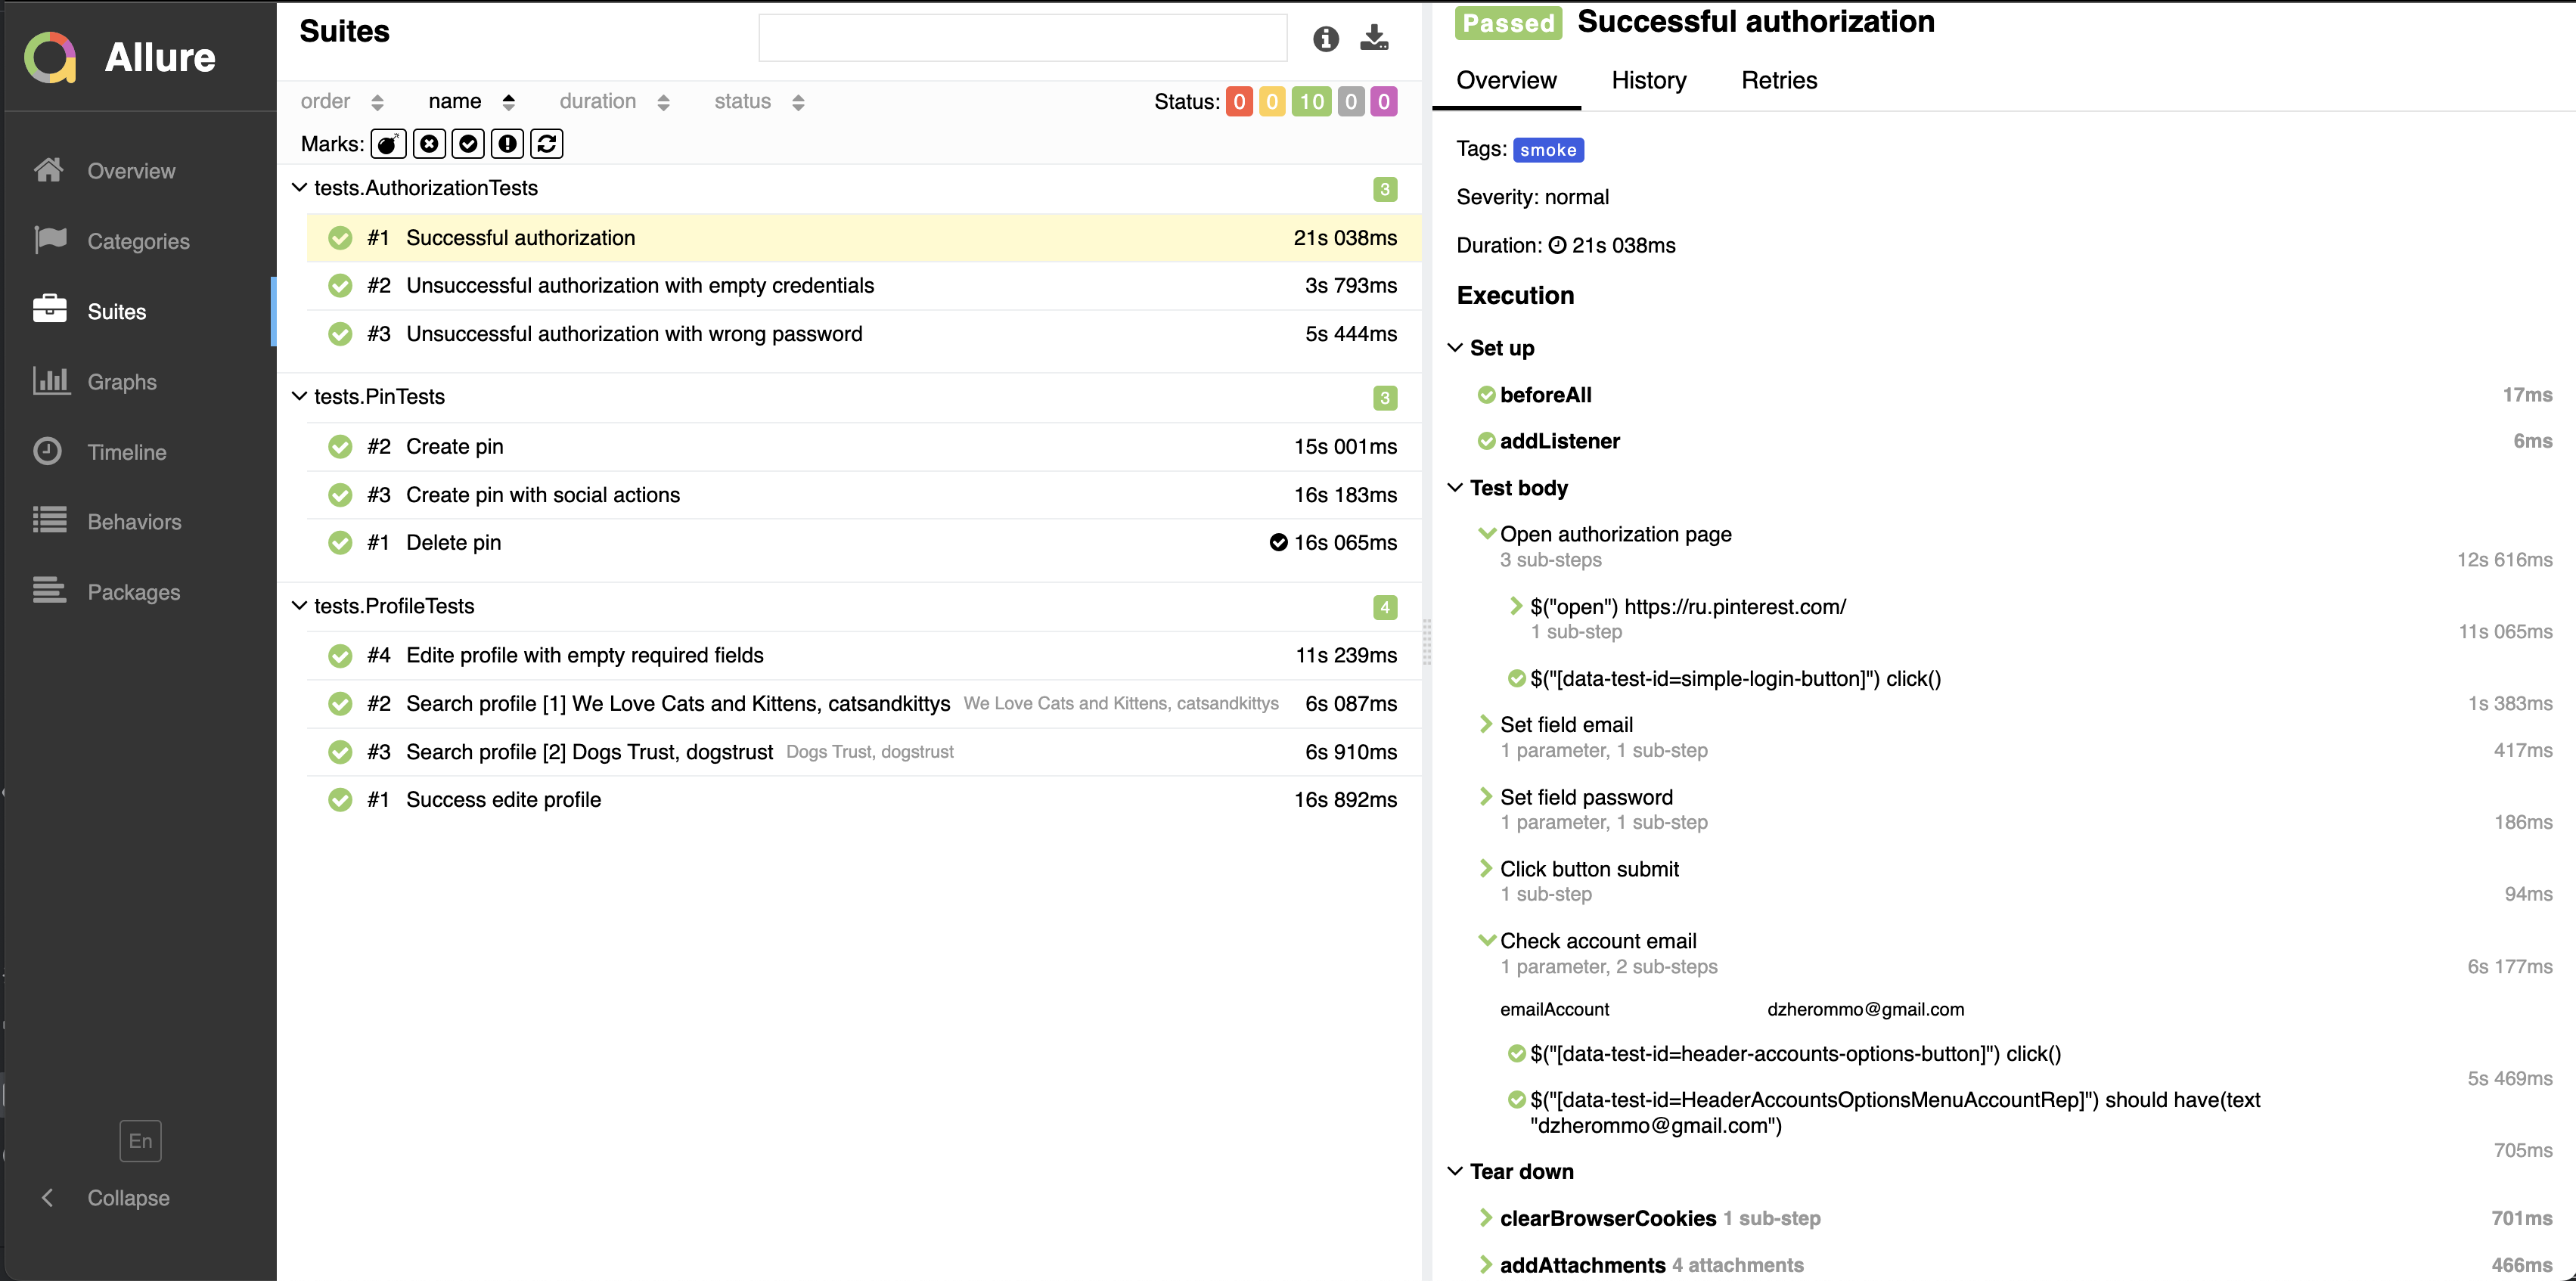 Allure
Overview
Categories
Suites
Graphs
Timeline
Behaviors
Packages
En
Collapse
Suites
order name duration status
Status: 0 0 10 0 0
Marks:
tests.AuthorizationTests 3
#1 Successful authorization 21s 038ms
#2 Unsuccessful authorization with empty credentials 3s 793ms
#3 Unsuccessful authorization with wrong password 5s 444ms
tests.PinTests 3
#2 Create pin 15s 001ms
#3 Create pin with social actions 16s 183ms
#1 Delete pin 16s 065ms
tests.ProfileTests 4
#4 Edite profile with empty required fields 11s 239ms
#2 Search profile [1] We Love Cats and Kittens, catsandkittys We Love Cats and Kittens, catsandkittys 6s 087ms
#3 Search profile [2] Dogs Trust, dogstrust Dogs Trust, dogstrust 6s 910ms
#1 Success edite profile 16s 892ms
Passed Successful authorization
Overview History Retries
Tags: smoke
Severity: normal
Duration: 21s 038ms
Execution
Set up
beforeAll 17ms
addListener 6ms
Test body
Open authorization page
3 sub-steps 12s 616ms
$("open") https://ru.pinterest.com/
1 sub-step 11s 065ms
$("[data-test-id=simple-login-button]") click()
1s 383ms
Set field email
1 parameter, 1 sub-step 417ms
Set field password
1 parameter, 1 sub-step 186ms
Click button submit
1 sub-step 94ms
Check account email
1 parameter, 2 sub-steps 6s 177ms
emailAccount dzherommo@gmail.com
$("[data-test-id=header-accounts-options-button]") click()
5s 469ms
$("[data-test-id=HeaderAccountsOptionsMenuAccountRep]") should have(text
"dzherommo@gmail.com")
705ms
Tear down
clearBrowserCookies 1 sub-step 701ms
addAttachments 4 attachments 466ms